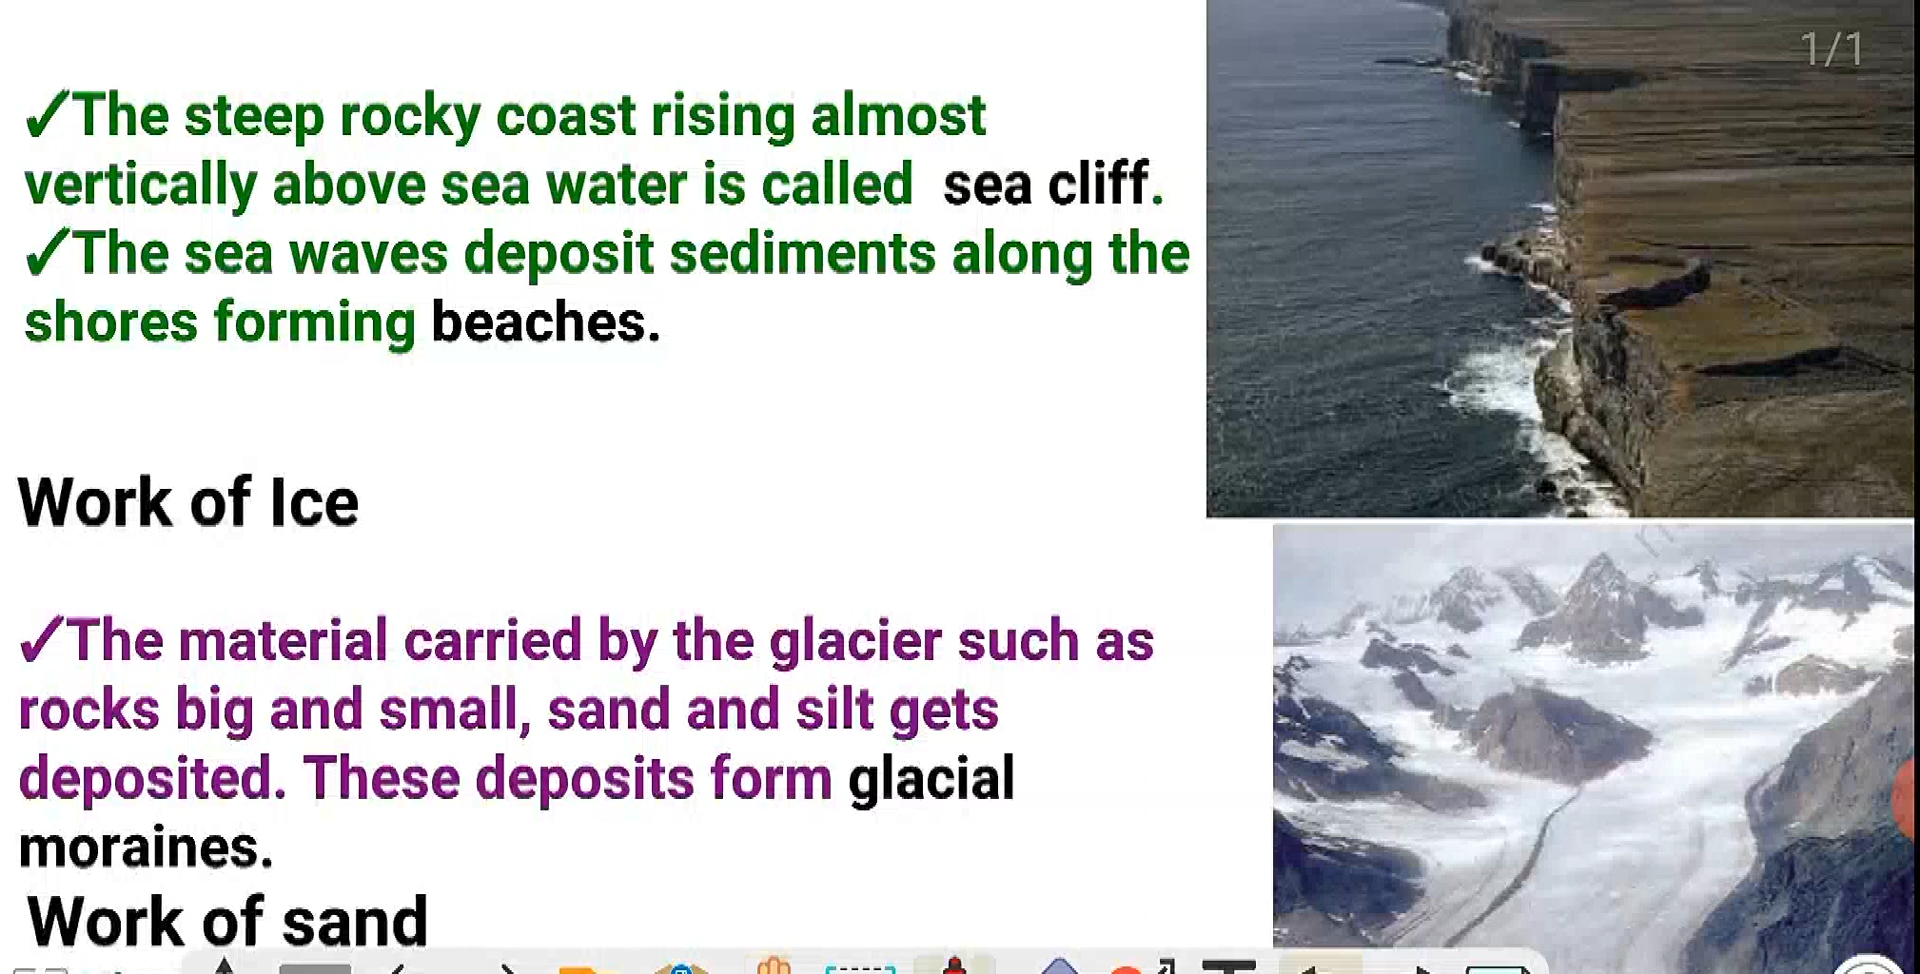 1/1
✓The steep rocky coast rising almost
vertically above sea water is called sea cliff.
✓The sea waves deposit sediments along the
shores forming beaches.
Work of Ice
✓The material carried by the glacier such as
rocks big and small, sand and silt gets
deposited. These deposits form glacial
moraines.
Work of sand